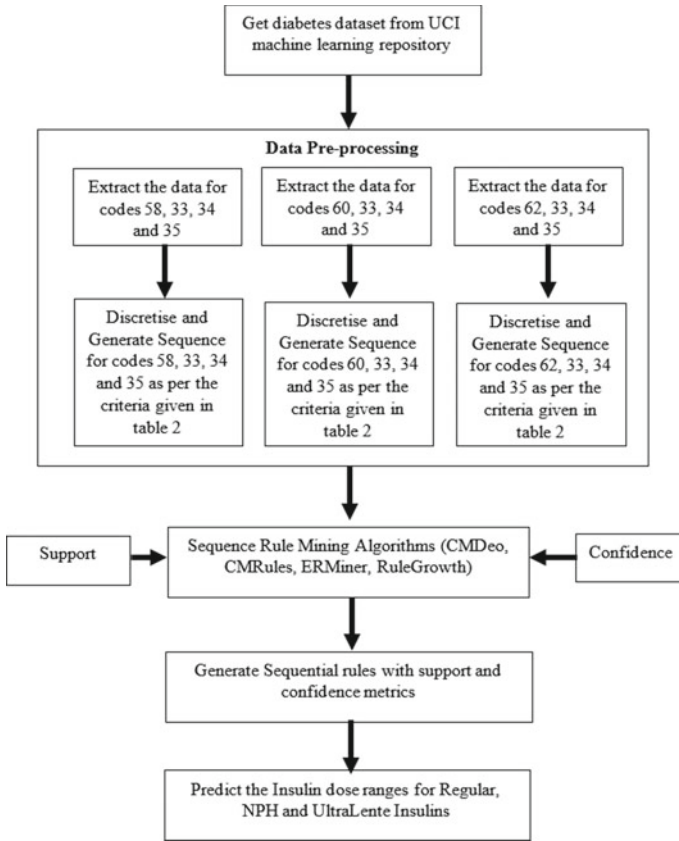 Get diabetes dataset from UCI
machine learning repository
Data Pre-processing
Extract the data for
codes 58, 33, 34
and 35
Extract the data for
codes 60, 33, 34
and 35
Extract the data for
codes 62, 33, 34
and 35
Discretise and
Generate Sequence
for codes 58, 33, 34
and 35 as per the
criteria given in
table 2
Discretise and
Generate Sequence
for codes 60, 33, 34
and 35 as per the
criteria given in
table 2
Discretise and
Generate Sequence
for codes 62, 33, 34
and 35 as per the
criteria given in
table 2
Support
Sequence Rule Mining Algorithms (CMDeo,
CMRules, ERMiner, RuleGrowth)
Confidence
Generate Sequential rules with support and
confidence metrics
Predict the Insulin dose ranges for Regular,
NPH and UltraLente Insulins